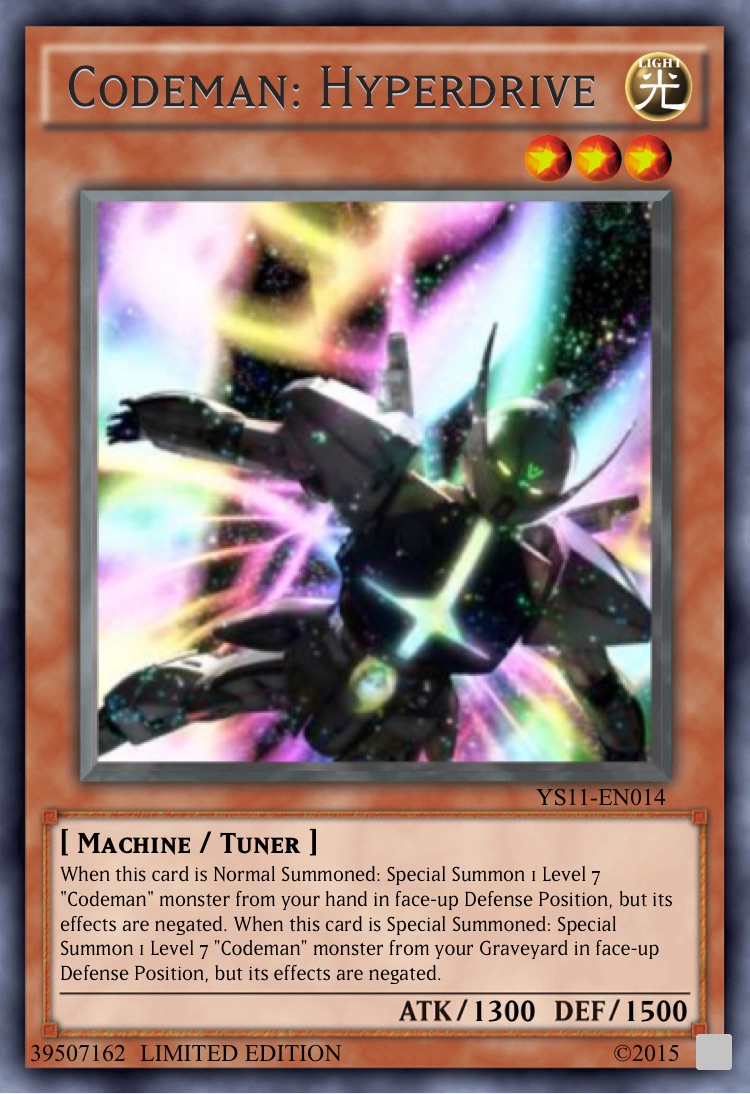 Codeman: Hyperdrive
LIGHT
光
YS11-EN014
[ Machine / Tuner ]
When this card is Normal Summoned: Special Summon 1 Level 7
"Codeman" monster from your hand in face-up Defense Position, but its
effects are negated. When this card is Special Summoned: Special
Summon 1 Level 7 "Codeman" monster from your Graveyard in face-up
Defense Position, but its effects are negated.
ATK/1300 DEF/1500
39507162 LIMITED EDITION ©2015